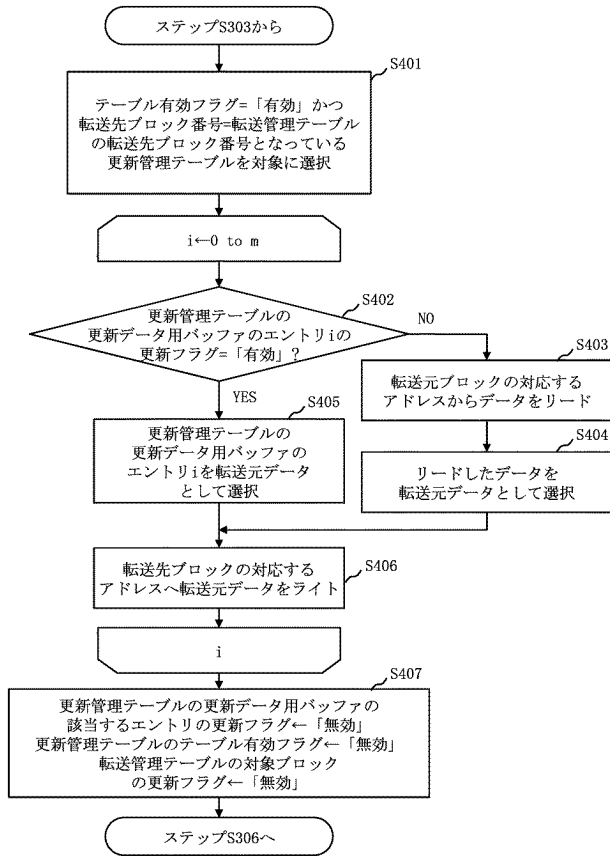 ステップS303から
S401
テーブル有効フラグ=「有効」かつ
転送先ブロック番号=転送管理テーブル
の転送先ブロック番号となっている
更新管理テーブルを対象に選択
i←0 to m
S402
更新管理テーブルの
更新データ用バッファのエントリiの
更新フラグ=「有効」?
NO
YES
S403
転送元ブロックの対応する
アドレスからデータをリード
S404
リードしたデータを
転送元データとして選択
S405
更新管理テーブルの
更新データ用バッファの
エントリiを転送元データ
として選択
S406
転送先ブロックの対応する
アドレスへ転送元データをライト
i
S407
更新管理テーブルの更新データ用バッファの
該当するエントリの更新フラグ←「無効」
更新管理テーブルのテーブル有効フラグ←「無効」
転送管理テーブルの対象ブロック
の更新フラグ←「無効」
ステップS306へ